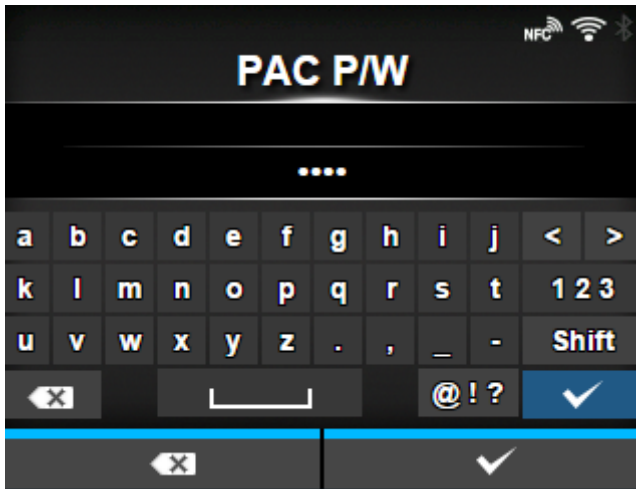 NFC
PAC P/W
••••
a b c d e f g h i j < >
k l m n o p q r s t 1 2 3
u v w x y z . , _ - Shift
@ ! ?